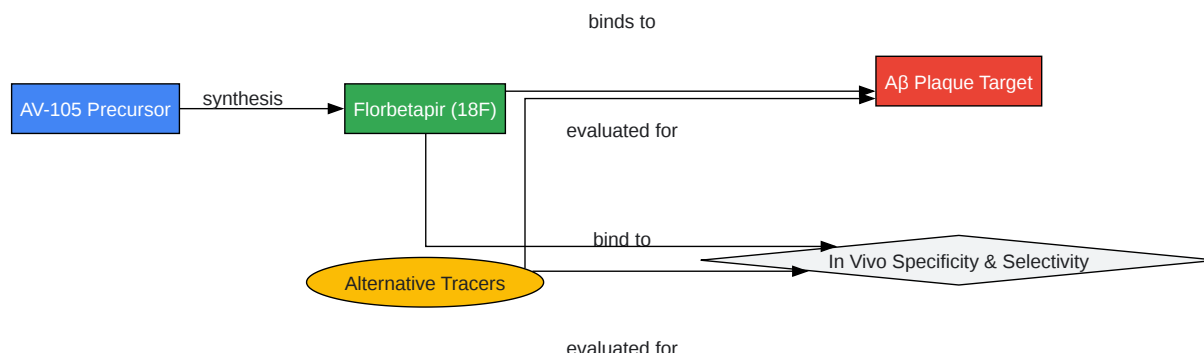 binds to
Aβ Plaque Target
AV-105 Precursor
synthesis
Florbetapir (18F)
evaluated for
bind to
In Vivo Specificity & Selectivity
Alternative Tracers
evaluated for